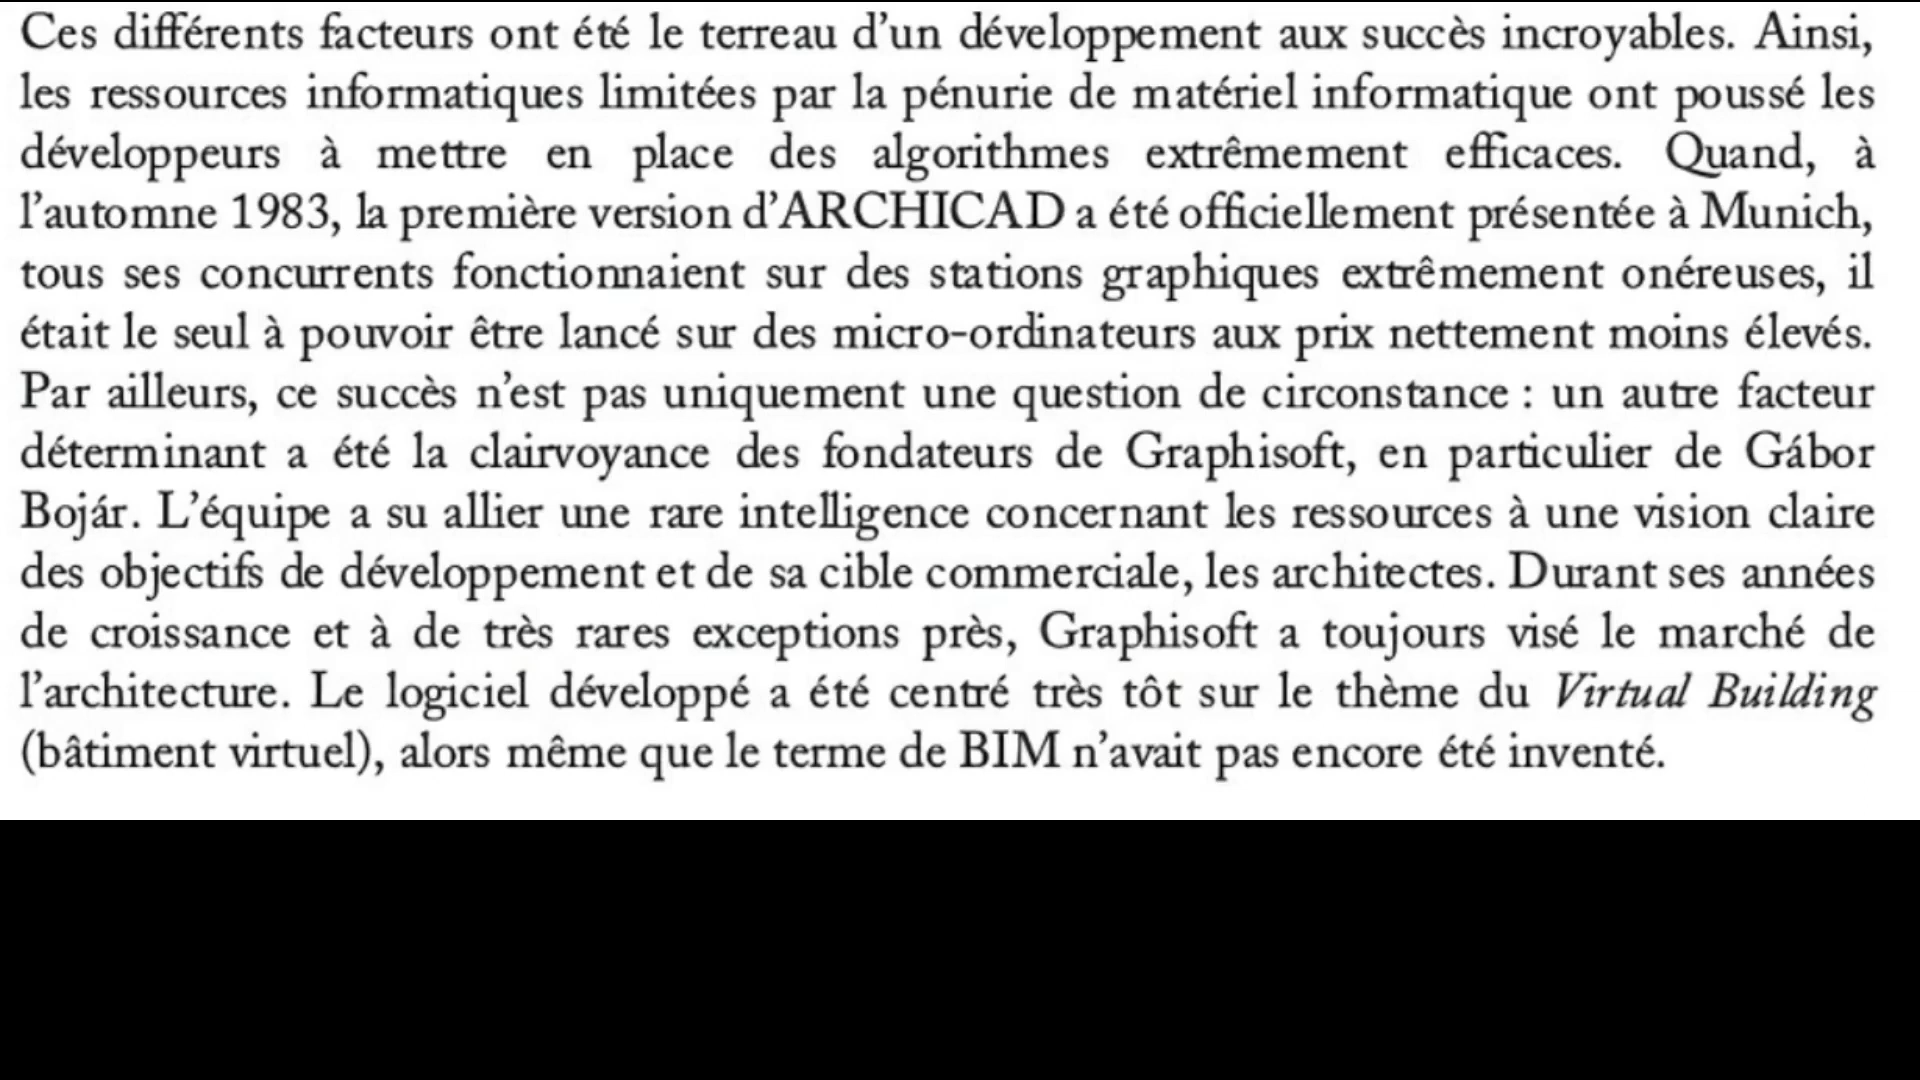 Ces différents facteurs ont été le terreau d’un développement aux succès incroyables. Ainsi,
les ressources informatiques limitées par la pénurie de matériel informatique ont poussé les
développeurs à mettre en place des algorithmes extrêmement efficaces. Quand, à
l’automne 1983, la première version d’ARCHICAD a été officiellement présentée à Munich,
tous ses concurrents fonctionnaient sur des stations graphiques extrêmement onéreuses, il
était le seul à pouvoir être lancé sur des micro-ordinateurs aux prix nettement moins élevés.
Par ailleurs, ce succès n’est pas uniquement une question de circonstance : un autre facteur
déterminant a été la clairvoyance des fondateurs de Graphisoft, en particulier de Gábor
Bojár. L’équipe a su allier une rare intelligence concernant les ressources à une vision claire
des objectifs de développement et de sa cible commerciale, les architectes. Durant ses années
de croissance et à de très rares exceptions près, Graphisoft a toujours visé le marché de
l’architecture. Le logiciel développé a été centré très tôt sur le thème du Virtual Building
(bâtiment virtuel), alors même que le terme de BIM n’avait pas encore été inventé.